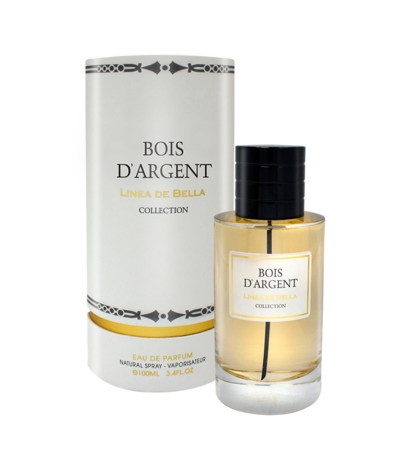 BOIS
D'ARGENT
LINEA DE BELLA
COLLECTION
EAU DE PARFUM
NATURAL SPRAY - VAPORISATEUR
℮100ML 3.4FL.OZ
BOIS
D'ARGENT
LINEA DE BELLA
COLLECTION